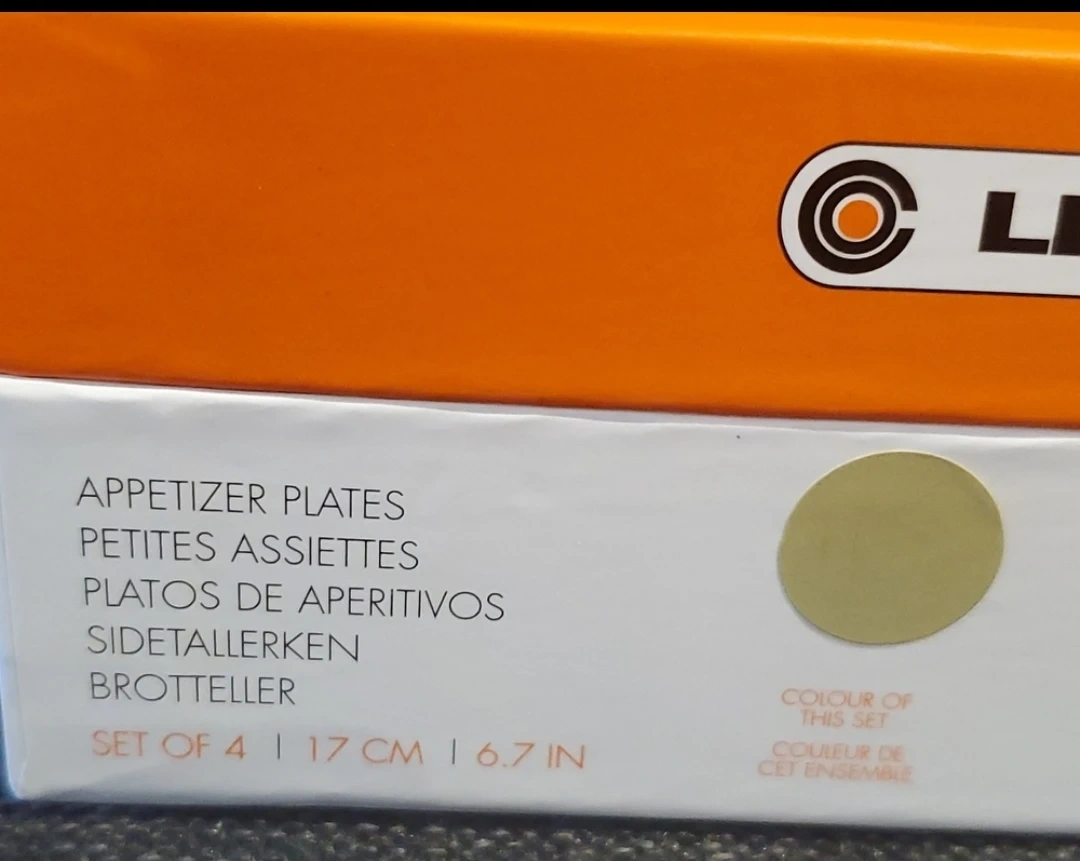 APPETIZER PLATES
PETITES ASSIETTES
PLATOS DE APERITIVOS
SIDETALLERKEN
BROTTELLER
SET OF 4 | 17 CM | 6.7 IN
COLOUR OF
THIS SET
COULEUR DE
CET ENSEMBLE